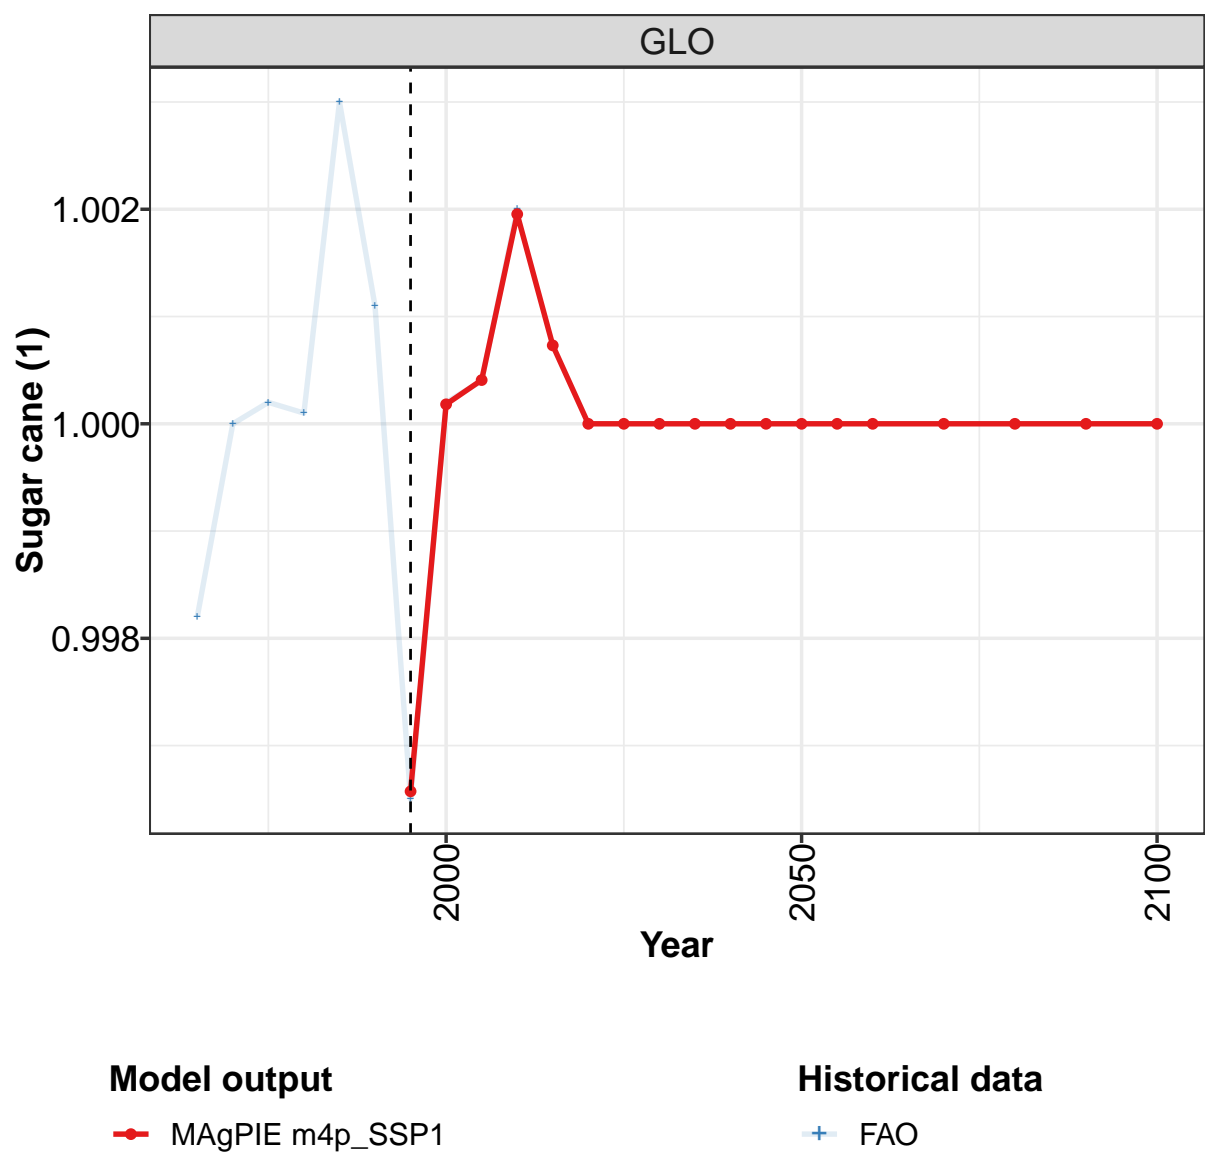 GLO
Sugar cane (1)
1.002
1.000
0.998
2000
2050
2100
Year
Model output
Historical data
MAgPIE m4p_SSP1
FAO